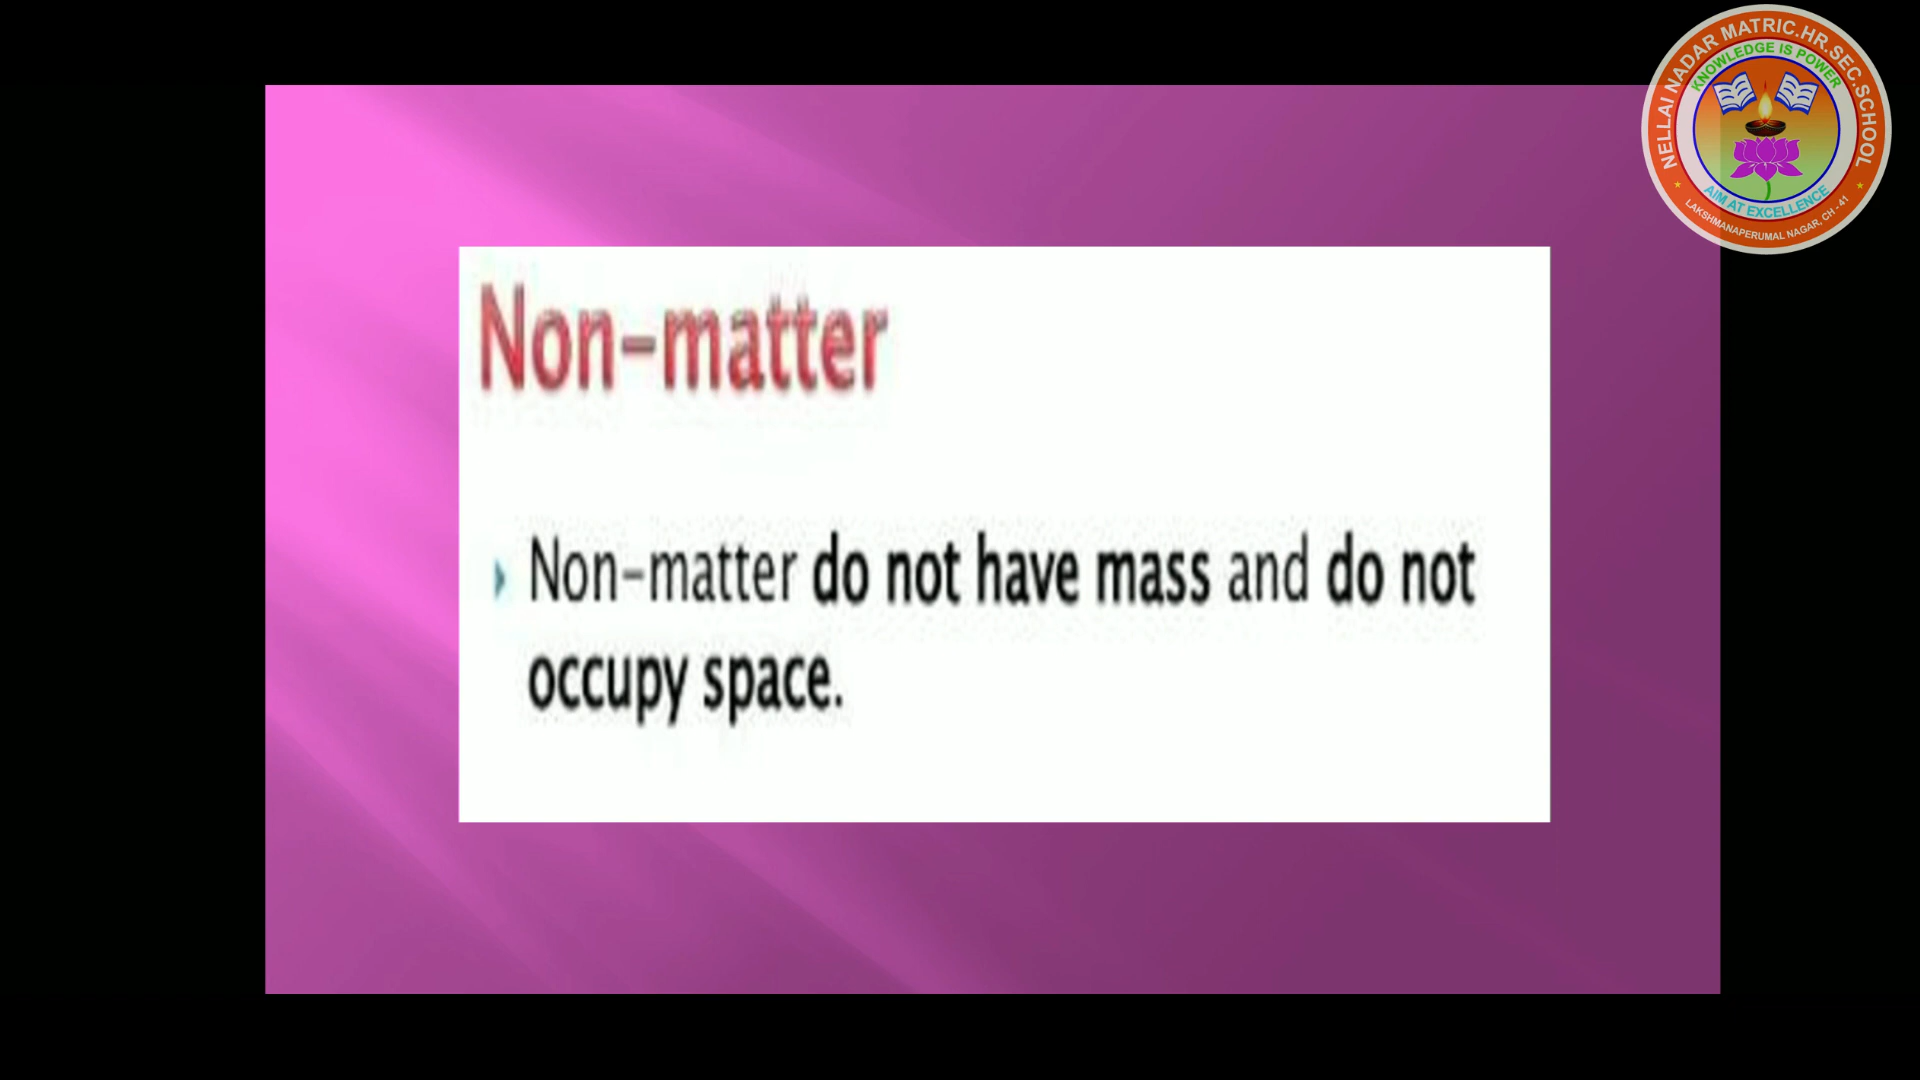 NELLAI NADAR MATRIC.HR.SEC.SCHOOL
KNOWLEDGE IS POWER
AIM AT EXCELLENCE
LAKSHMANAPERUMAL NAGAR, CH - 41
Non-matter
Non-matter do not have mass and do not
occupy space.